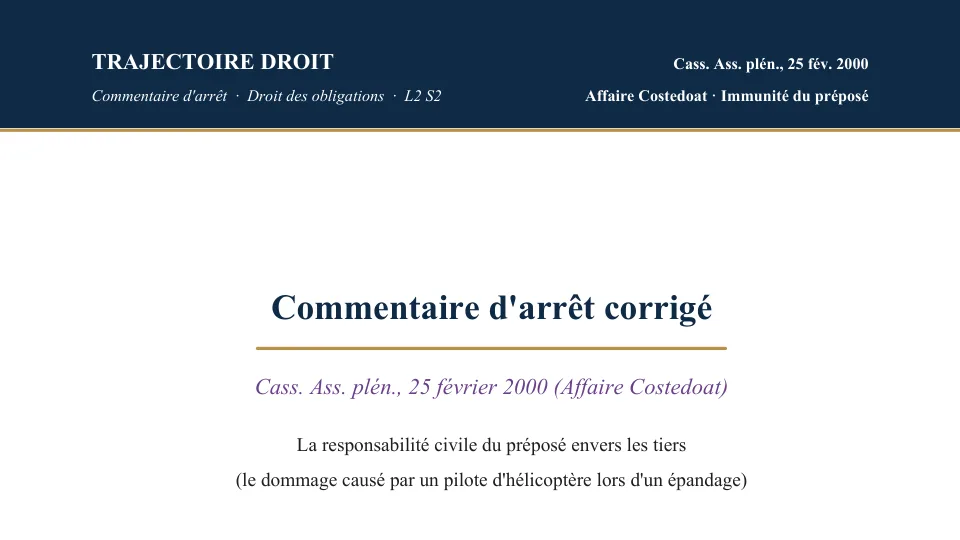 TRAJECTOIRE DROIT
Commentaire d'arrêt · Droit des obligations · L2 S2
Cass. Ass. plén., 25 fév. 2000
Affaire Costedoat · Immunité du préposé
Commentaire d'arrêt corrigé
Cass. Ass. plén., 25 février 2000 (Affaire Costedoat)
La responsabilité civile du préposé envers les tiers
(le dommage causé par un pilote d'hélicoptère lors d'un épandage)